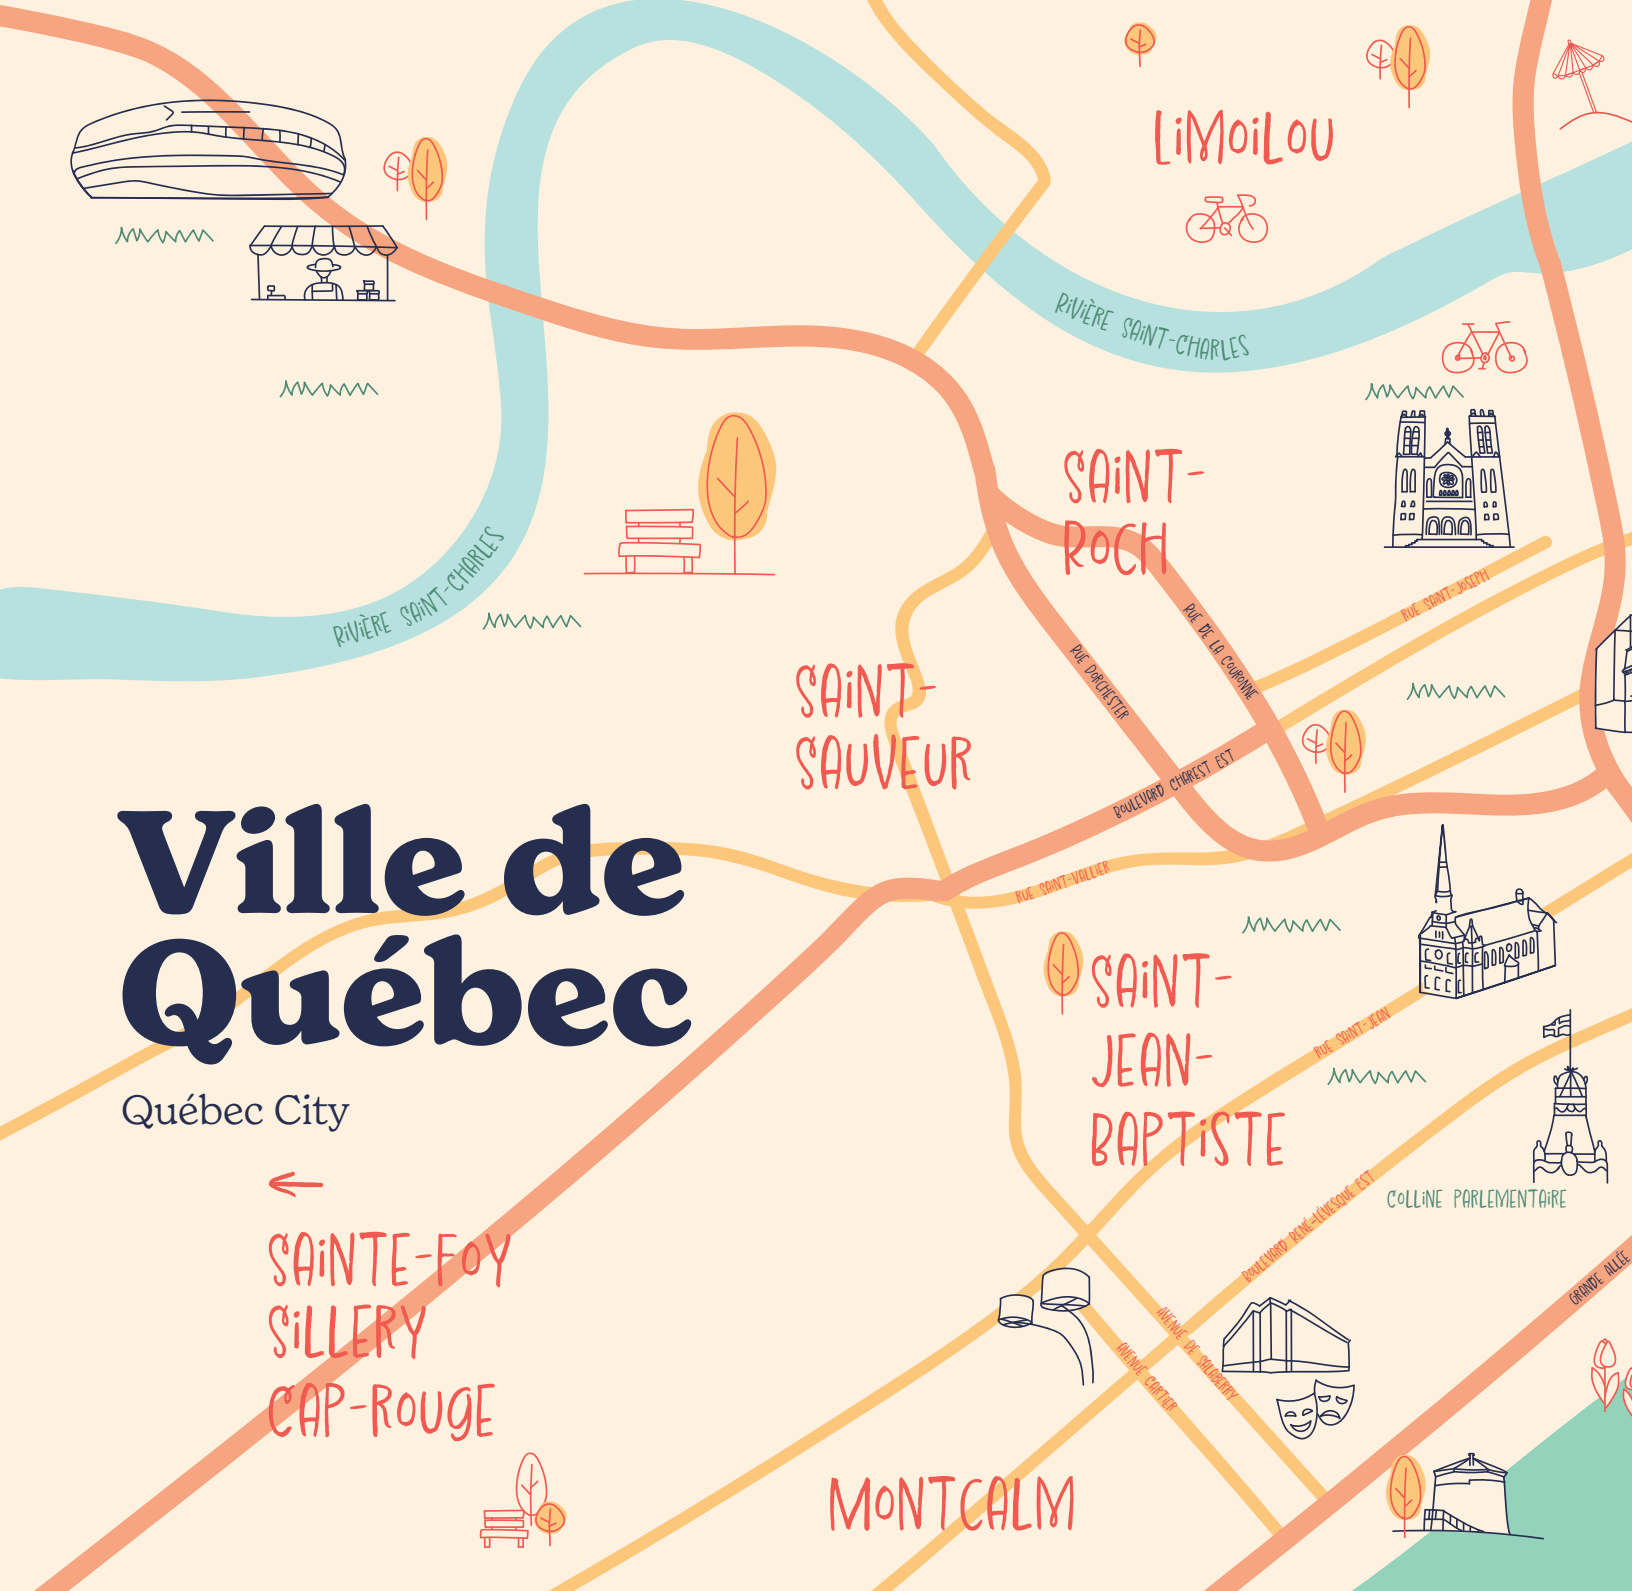 LiMOiLOU
RiViÈRE SAiNT-CHARLES
SAiNT-
ROCH
RiViÈRE SAiNT-CHARLES
RUE SAiNT-JOSEPH
RUE DE LA COURONNE
RUE DORCHESTER
SAiNT-
SAUVEUR
BOULEVARD CHAREST EST
Ville de
Québec
RUE SAiNT-VALLiER
SAiNT-
JEAN-
BAPTiSTE
RUE SAiNT-JEAN
Québec City
←
SAiNTE-FOY
SiLLERY
CAP-ROUGE
COLLiNE PARLEMENTAiRE
BOULEVARD RENÉ-LÉVESQUE EST
GRANDE ALLÉE
AVENUE DE SALABERRY
AVENUE CARTiER
MONTCALM